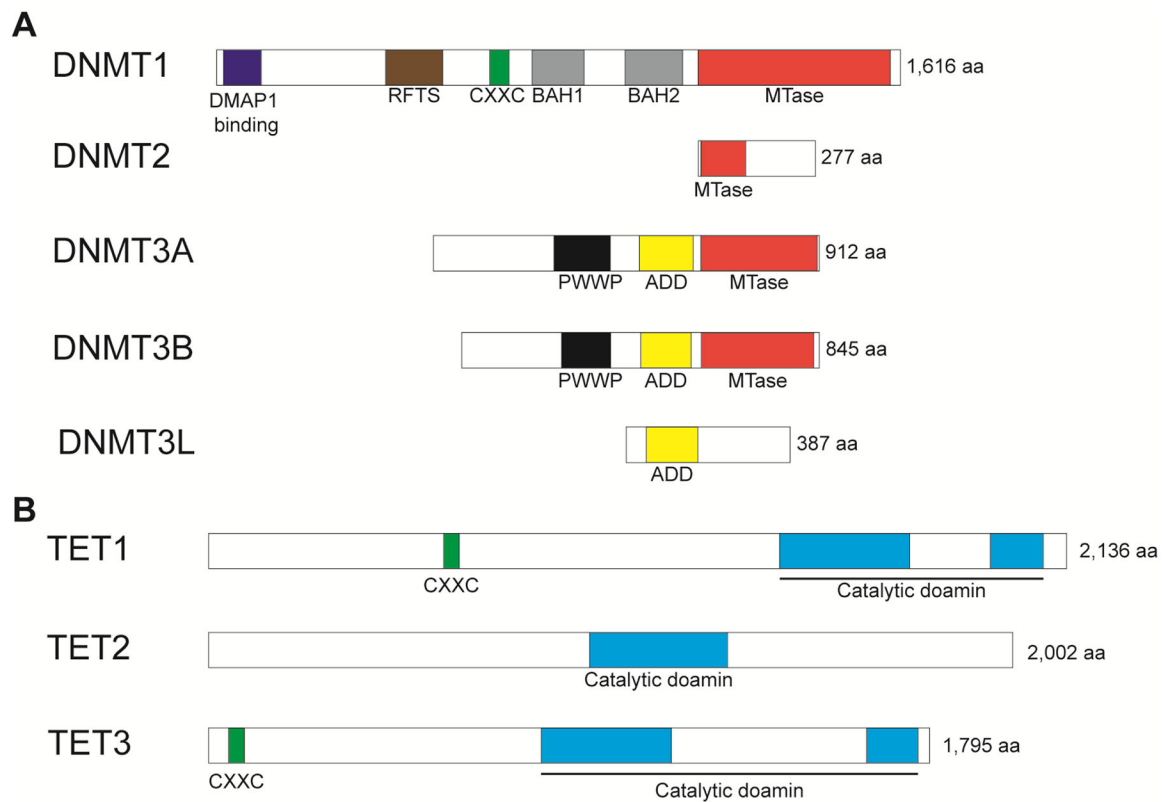 A
DNMT1
1,616 aa
DMAP1 binding
RFTS
CXXC
BAH1
BAH2
MTase
DNMT2
277 aa
MTase
DNMT3A
912 aa
PWWP
ADD
MTase
DNMT3B
845 aa
PWWP
ADD
MTase
DNMT3L
387 aa
ADD
B
TET1
2,136 aa
CXXC
Catalytic doamin
TET2
2,002 aa
Catalytic doamin
TET3
1,795 aa
CXXC
Catalytic doamin